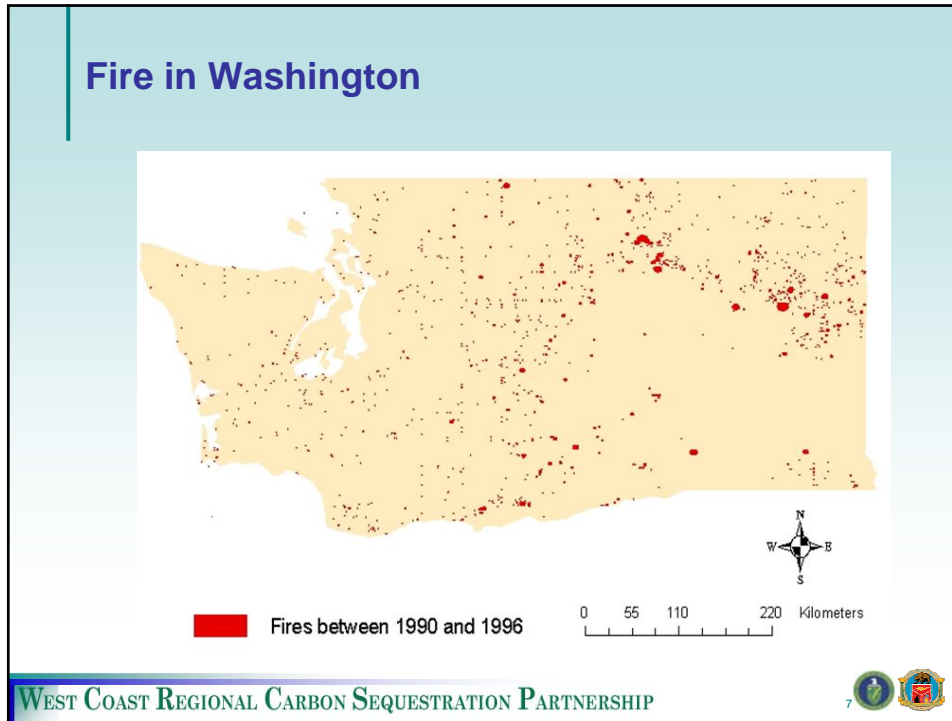 Fire in Washington
N
W E
S
0 55 110 220 Kilometers
Fires between 1990 and 1996
WEST COAST REGIONAL CARBON SEQUESTRATION PARTNERSHIP
7